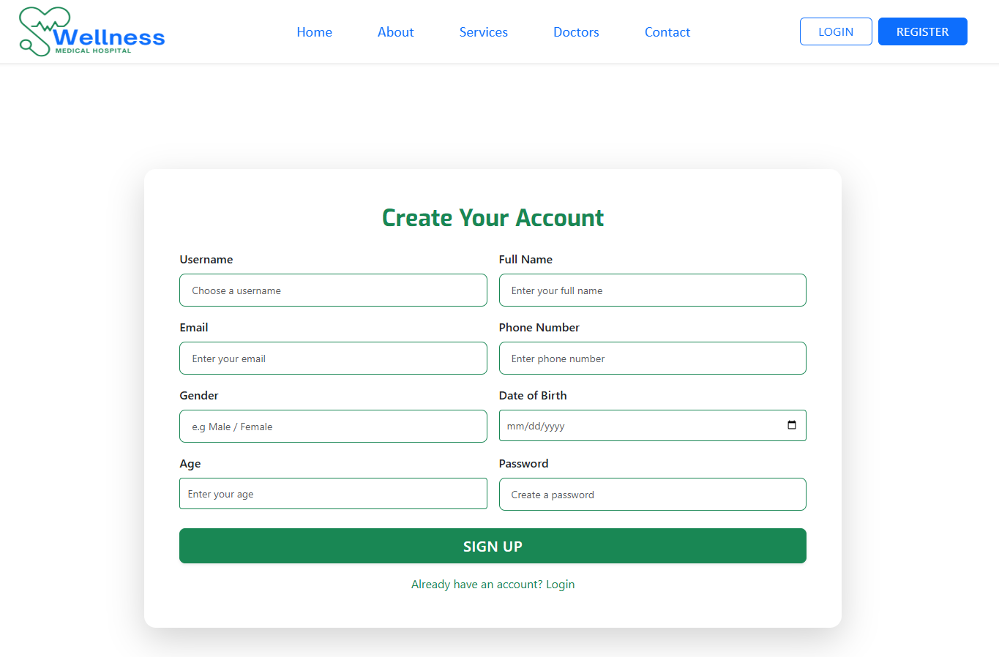 Wellness
MEDICAL HOSPITAL
Home About Services Doctors Contact LOGIN REGISTER
Create Your Account
Username Full Name
Choose a username Enter your full name
Email Phone Number
Enter your email Enter phone number
Gender Date of Birth
e.g Male / Female mm/dd/yyyy
Age Password
Enter your age Create a password
SIGN UP
Already have an account? Login